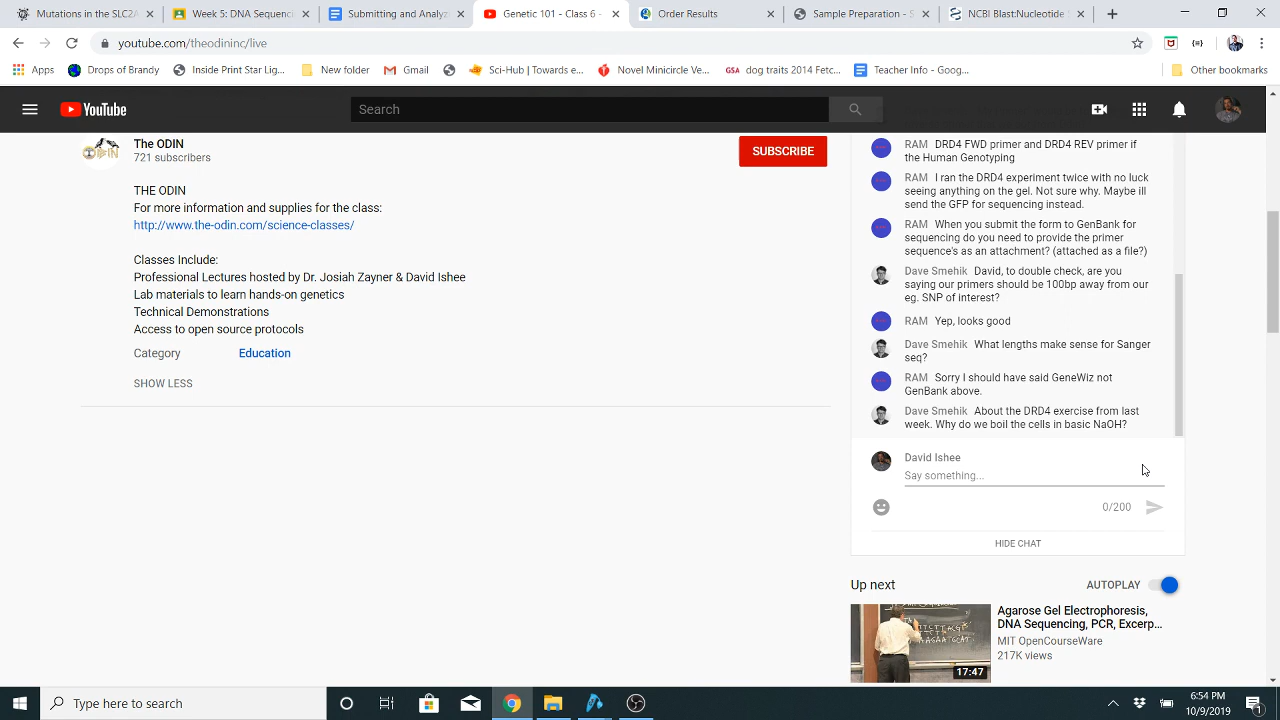 Mutations in the SLC2A
Week 5: DNA Sequenci
Submitting and Analyz
Genetic 101 - Class 6 -
Order Results
Sample Preparation - S
NCBI Blast:Nucleotide
youtube.com/theodininc/live
Apps
Drops of Brandy
Inside Print Star Lig...
New folder
Gmail
Sci-Hub | Towards e...
Novel Minicircle Ve...
GSA
dog traits 2014 Fetc...
Teacher Info - Goog...
Other bookmarks
YouTube
Search
The ODIN
721 subscribers
SUBSCRIBE
THE ODIN
For more information and supplies for the class:
http://www.the-odin.com/science-classes/
Classes Include:
Professional Lectures hosted by Dr. Josiah Zayner & David Ishee
Lab materials to learn hands-on genetics
Technical Demonstrations
Access to open source protocols
Category Education
SHOW LESS
RAM DRD4 FWD primer and DRD4 REV primer if
the Human Genotyping
RAM I ran the DRD4 experiment twice with no luck
seeing anything on the gel. Not sure why. Maybe ill
send the GFP for sequencing instead.
RAM When you submit the form to GenBank for
sequencing do you need to provide the primer
sequence's as an attachment? (attached as a file?)
Dave Smehik David, to double check, are you
saying our primers should be 100bp away from our
eg. SNP of interest?
RAM Yep, looks good
Dave Smehik What lengths make sense for Sanger
seq?
RAM Sorry I should have said GeneWiz not
GenBank above.
Dave Smehik About the DRD4 exercise from last
week. Why do we boil the cells in basic NaOH?
David Ishee
Say something...
0/200
HIDE CHAT
Up next
AUTOPLAY
Agarose Gel Electrophoresis,
DNA Sequencing, PCR, Excerp...
MIT OpenCourseWare
217K views
17:47
Type here to search
6:54 PM
10/9/2019
1